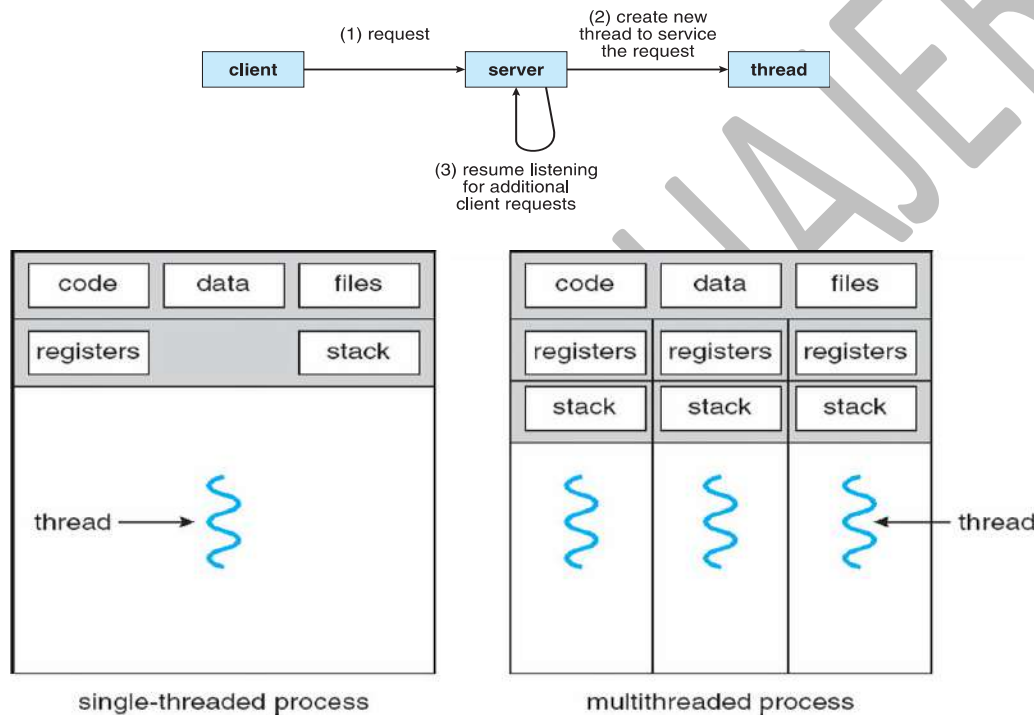 (1) request
(2) create new
thread to service
the request
client
server
thread
(3) resume listening
for additional
client requests
code data files
registers stack
thread
single-threaded process
code data files
registers registers registers
stack stack stack
thread
multithreaded process